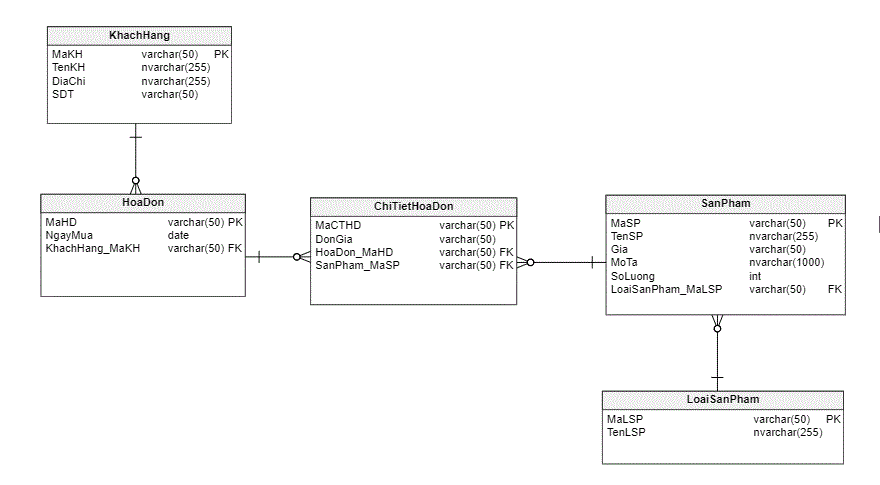 KhachHang
MaKH varchar(50) PK
TenKH nvarchar(255)
DiaChi nvarchar(255)
SDT varchar(50)
HoaDon
MaHD varchar(50) PK
NgayMua date
KhachHang_MaKH varchar(50) FK
ChiTietHoaDon
MaCTHD varchar(50) PK
DonGia varchar(50)
HoaDon_MaHD varchar(50) FK
SanPham_MaSP varchar(50) FK
SanPham
MaSP varchar(50) PK
TenSP nvarchar(255)
Gia varchar(50)
MoTa nvarchar(1000)
SoLuong int
LoaiSanPham_MaLSP varchar(50) FK
LoaiSanPham
MaLSP varchar(50) PK
TenLSP nvarchar(255)